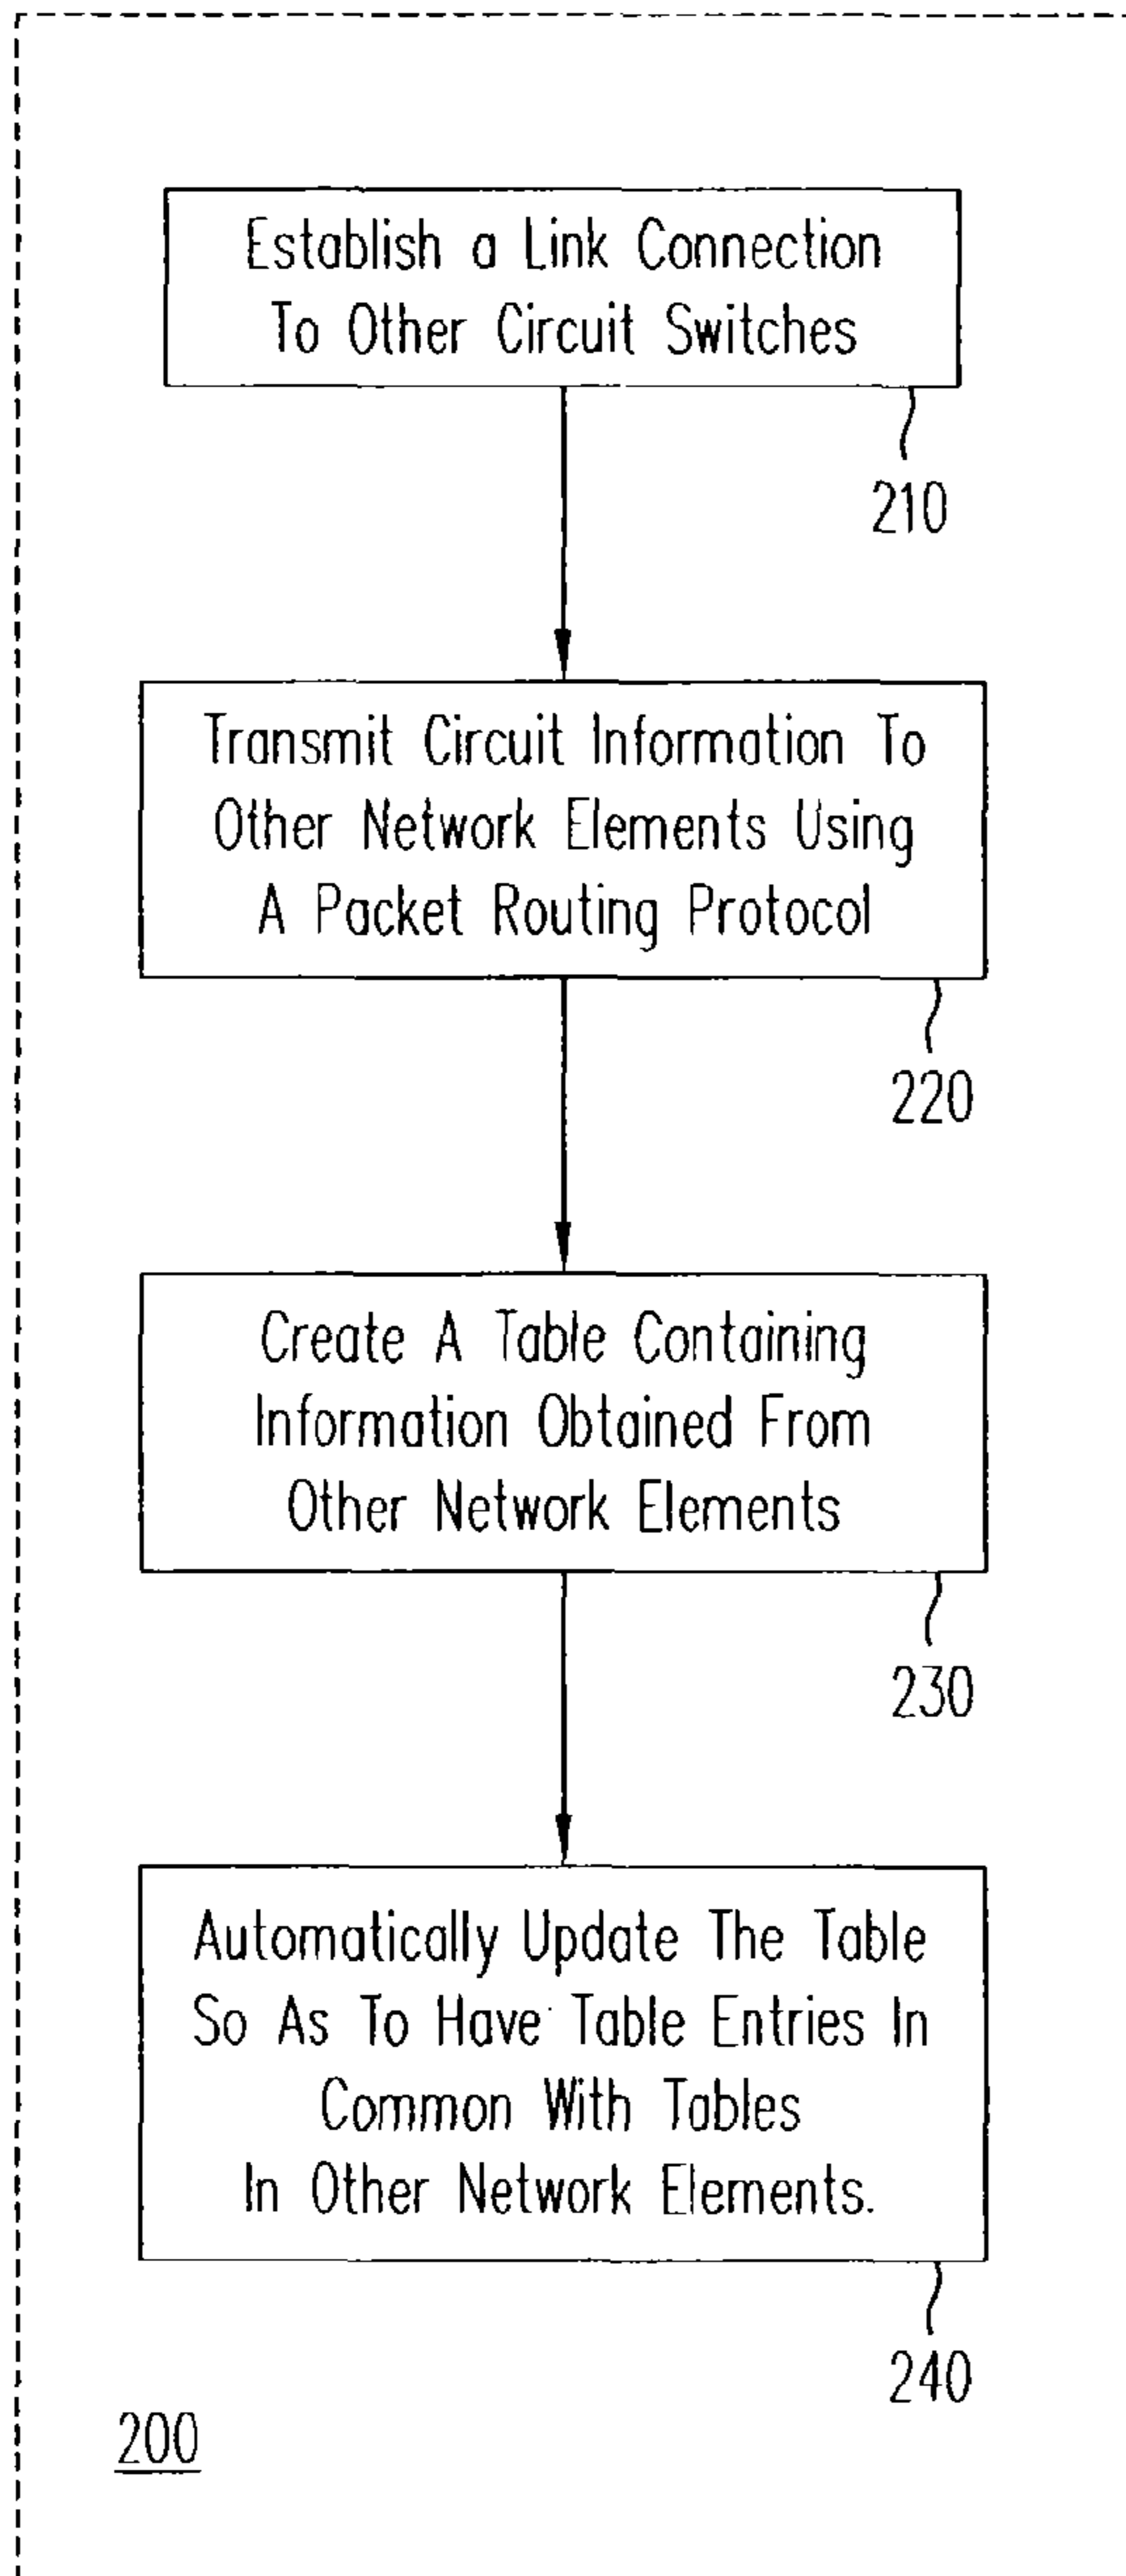 Establish a Link Connection
To Other Circuit Switches
210
Transmit Circuit Information To
Other Network Elements Using
A Packet Routing Protocol
220
Create A Table Containing
Information Obtained From
Other Network Elements
230
Automatically Update The Table
So As To Have Table Entries In
Common With Tables
In Other Network Elements.
240
200